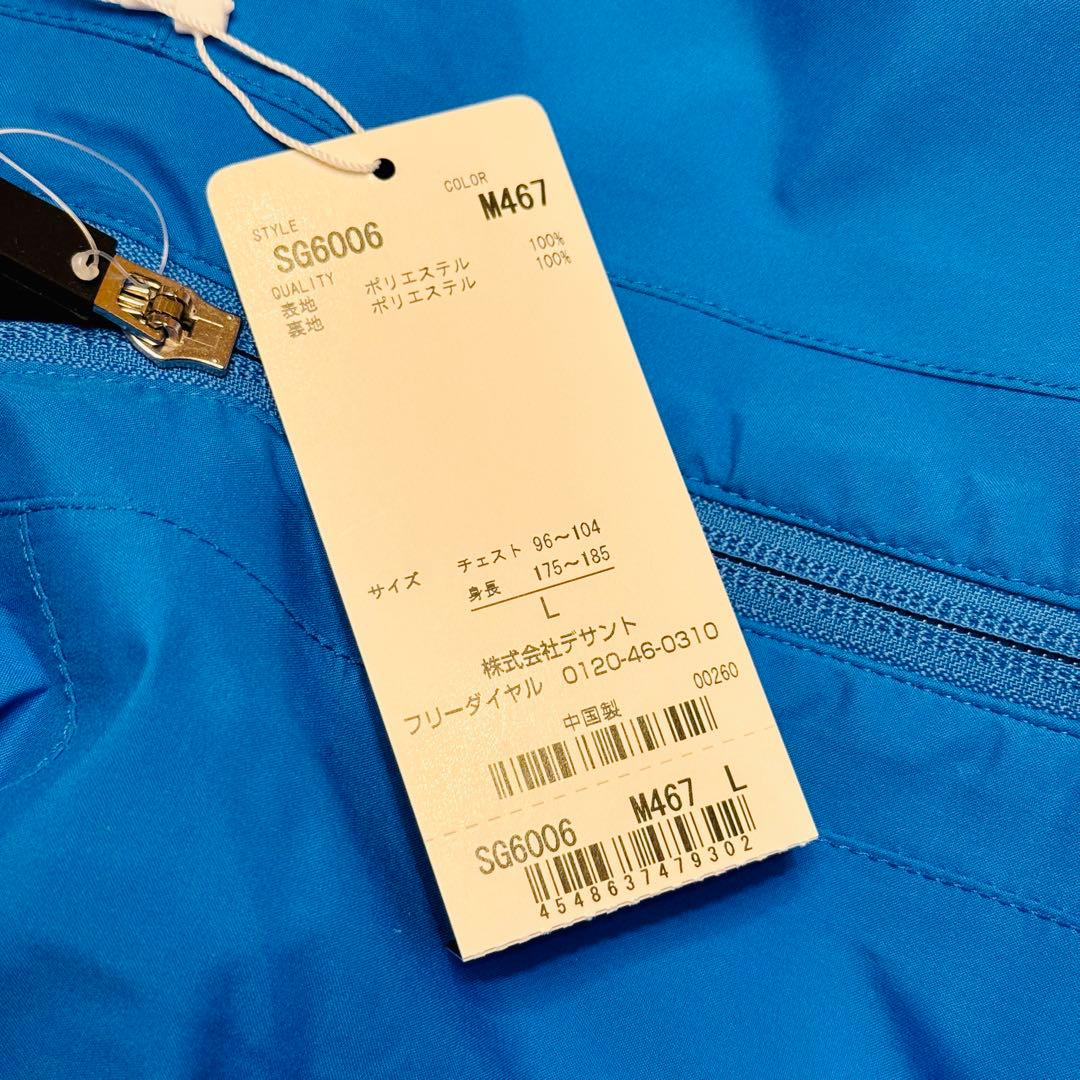 COLOR
M467
STYLE
SG6006
QUALITY
表地 ポリエステル 100%
裏地 ポリエステル 100%
サイズ チェスト 96～104
身長 175～185
L
株式会社デサント
フリーダイヤル 0120-46-0310
中国製 00260
SG6006 M467 L
4548637479302